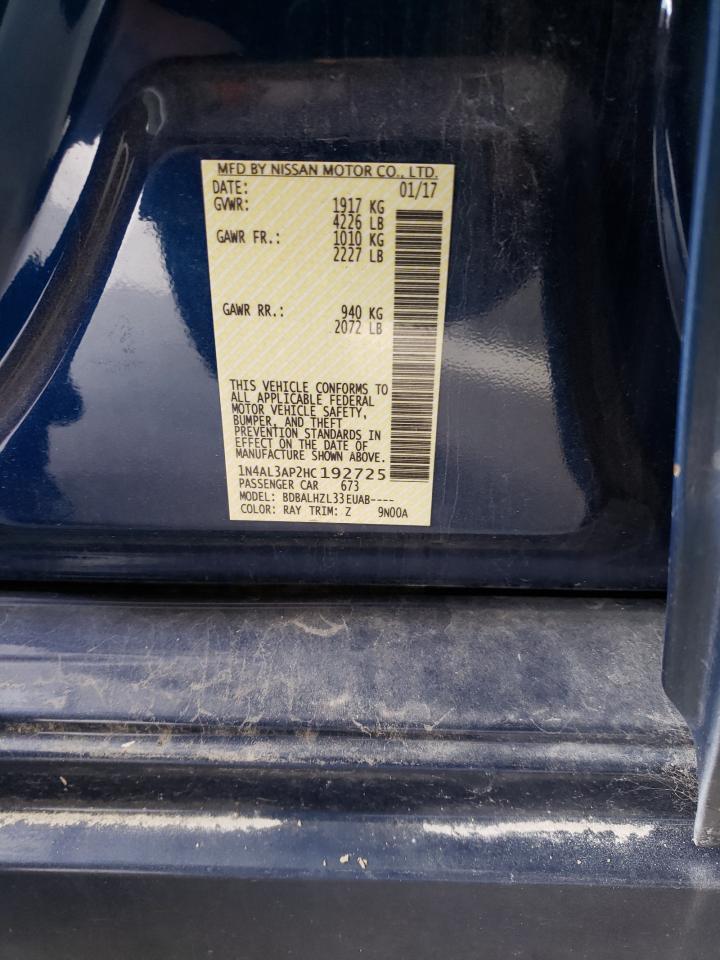 MFD BY NISSAN MOTOR CO., LTD.
DATE: 01/17
GVWR: 1917 KG
4226 LB
GAWR FR.: 1010 KG
2227 LB
GAWR RR.: 940 KG
2072 LB
THIS VEHICLE CONFORMS TO
ALL APPLICABLE FEDERAL
MOTOR VEHICLE SAFETY,
BUMPER, AND THEFT
PREVENTION STANDARDS IN
EFFECT ON THE DATE OF
MANUFACTURE SHOWN ABOVE.
1N4AL3AP2HC192725
PASSENGER CAR 673
MODEL: BDBALHZL33EUAB----
COLOR: RAY TRIM: Z 9N00A